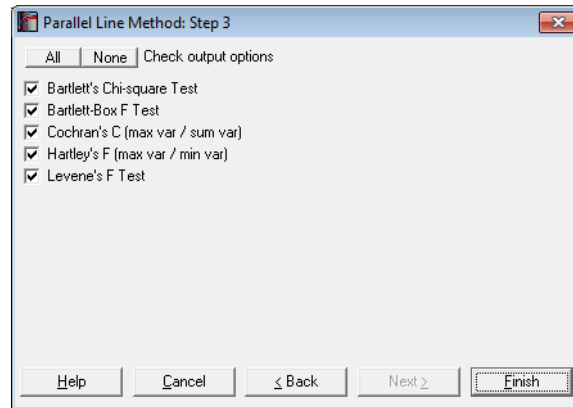 Parallel Line Method: Step 3
All None Check output options
Bartlett's Chi-square Test
Bartlett-Box F Test
Cochran's C (max var / sum var)
Hartley's F (max var / min var)
Levene's F Test
Help Cancel < Back Next > Finish